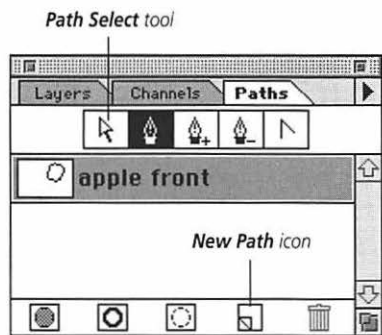 Path Select tool
Layers Channels Paths
apple front
New Path icon